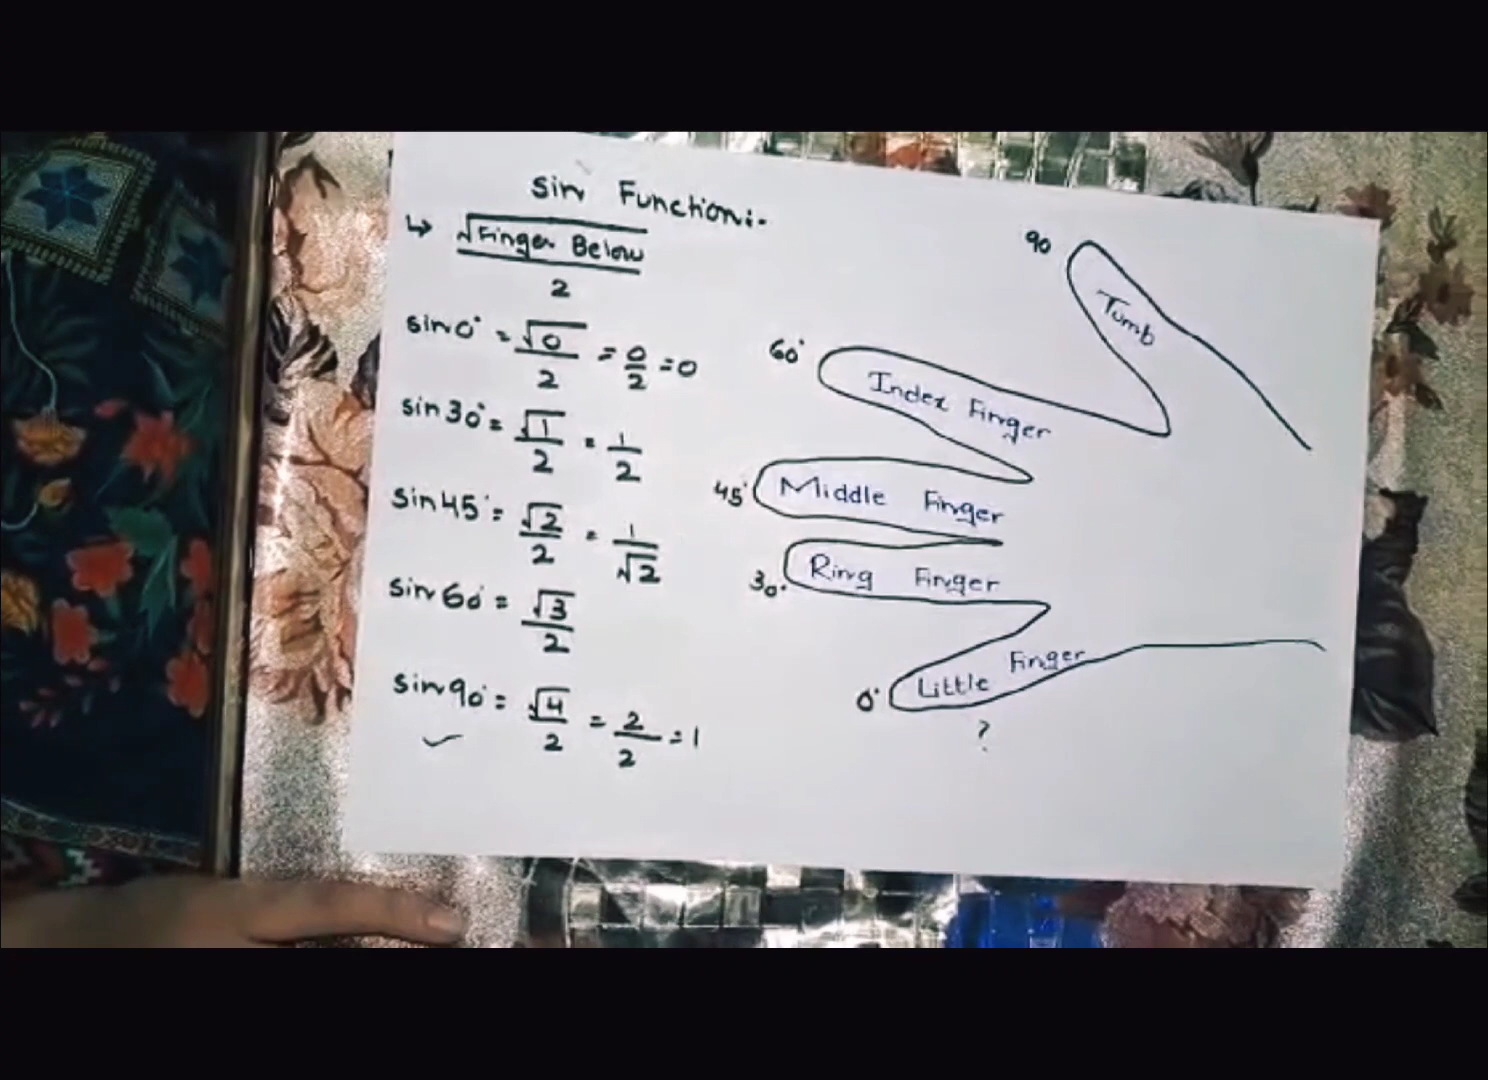 Sin Function:-
↳ √Finger Below / 2
sin0° = √0/2 = 0/2 = 0
sin30° = √1/2 = 1/2
sin45° = √2/2 = 1/√2
sin60° = √3/2
sin90° = √4/2 = 2/2 = 1
90
Tumb
60°
Index Finger
45°
Middle Finger
30°
Ring Finger
0°
Little Finger
?